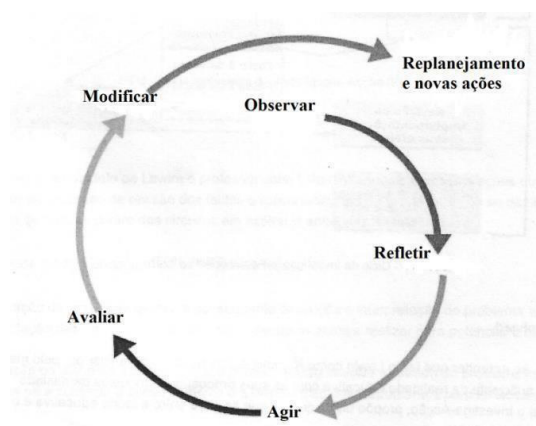 Replanejamento
e novas ações
Modificar
Observar
Refletir
Avaliar
Agir